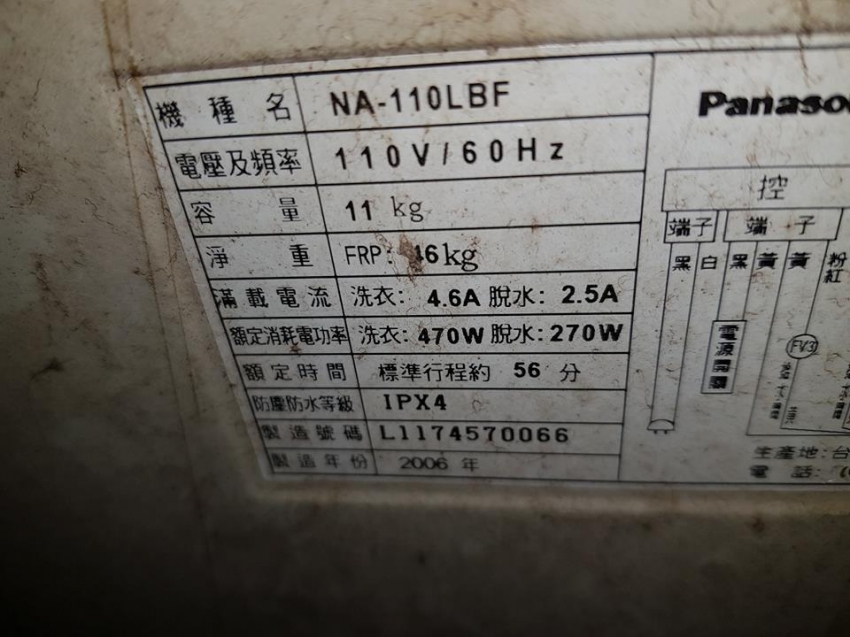 機種名 NA-110LBF
電壓及頻率 110V/60Hz
容量 11 kg
淨重 FRP: 46kg
滿載電流 洗衣: 4.6A 脫水: 2.5A
額定消耗電功率 洗衣: 470W 脫水: 270W
額定時間 標準行程約 56 分
防塵防水等級 IPX4
製造號碼 L1174570066
製造年份 2006 年
Panaso
控
端子 端子
黑 白 黑 黃 黃 粉紅
電源開關
FV3
生產地:台
電話:(